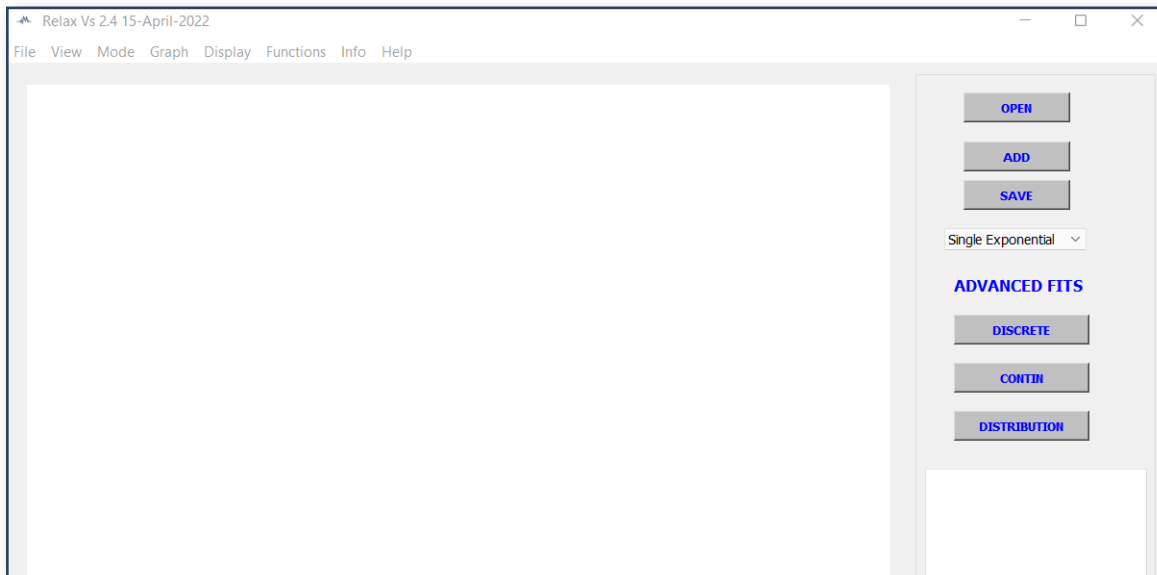 Relax Vs 2.4 15-April-2022
File View Mode Graph Display Functions Info Help
OPEN
ADD
SAVE
Single Exponential
ADVANCED FITS
DISCRETE
CONTIN
DISTRIBUTION